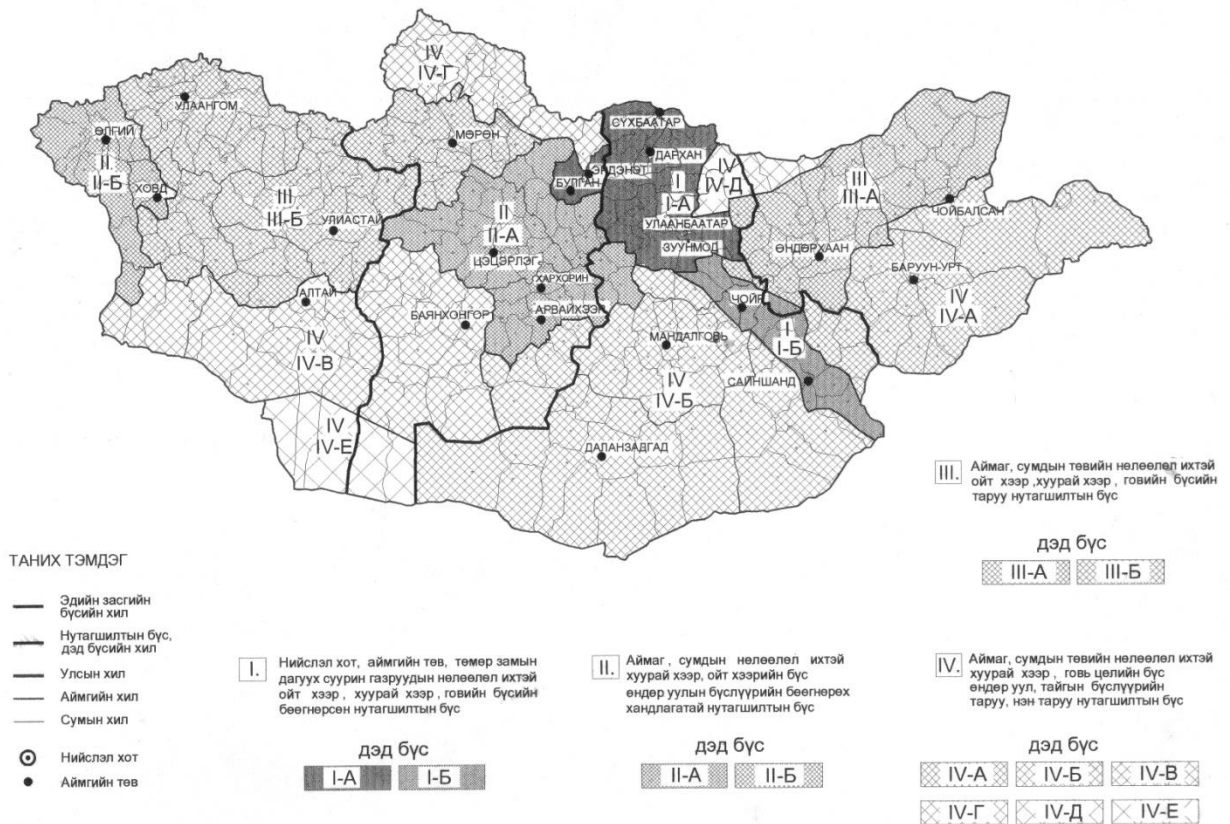 IV
IV-Г
УЛААНГОМ
СҮХБААТАР
ӨЛГИЙ
МӨРӨН
ДАРХАН
II
II-Б
ЭРДЭНЭТ
IV
IV-Д
III
III-А
ХОВД
БУЛГАН
I
I-А
III
III-Б
ЧОЙБАЛСАН
УЛИАСТАЙ
II
II-А
УЛААНБААТАР
ӨНДӨРХААН
ЗУУНМОД
ЦЭЦЭРЛЭГ
БАРУУН-УРТ
ХАРХОРИН
АЛТАЙ
IV
IV-А
БАЯНХОНГОР
АРВАЙХЭЭР
ЧОЙР
I
I-Б
IV
IV-В
МАНДАЛГОВЬ
IV
IV-Б
САЙНШАНД
IV
IV-Е
ДАЛАНЗАДГАД
III. Аймаг, сумдын төвийн нөлөөлөл ихтэй
ойт хээр ,хуурай хээр , говийн бүсийн
таруу нутагшилтын бүс
дэд бүс
III-А III-Б
ТАНИХ ТЭМДЭГ
Эдийн засгийн
бүсийн хил
Нутагшилтын бүс,
дэд бүсийн хил
Улсын хил
Аймгийн хил
Сумын хил
Нийслэл хот
Аймгийн төв
I. Нийслэл хот, аймгийн төв, төмөр замын
дагуух суурин газруудын нөлөөлөл ихтэй
ойт хээр , хуурай хээр , говийн бүсийн
бөөгнөрсөн нутагшилтын бүс
дэд бүс
I-А I-Б
II. Аймаг , сумдын нөлөөлөл ихтэй
хуурай хээр, ойт хээрийн бүс
өндөр уулын бүслүүрийн бөөгнөрөх
хандлагатай нутагшилтын бүс
дэд бүс
II-А II-Б
IV. Аймаг, сумдын төвийн нөлөөлөл ихтэй
хуурай хээр , говь цөлийн бүс
өндөр уул, тайгын бүслүүрийн
таруу, нэн таруу нутагшилтын бүс
дэд бүс
IV-А IV-Б IV-В
IV-Г IV-Д IV-Е